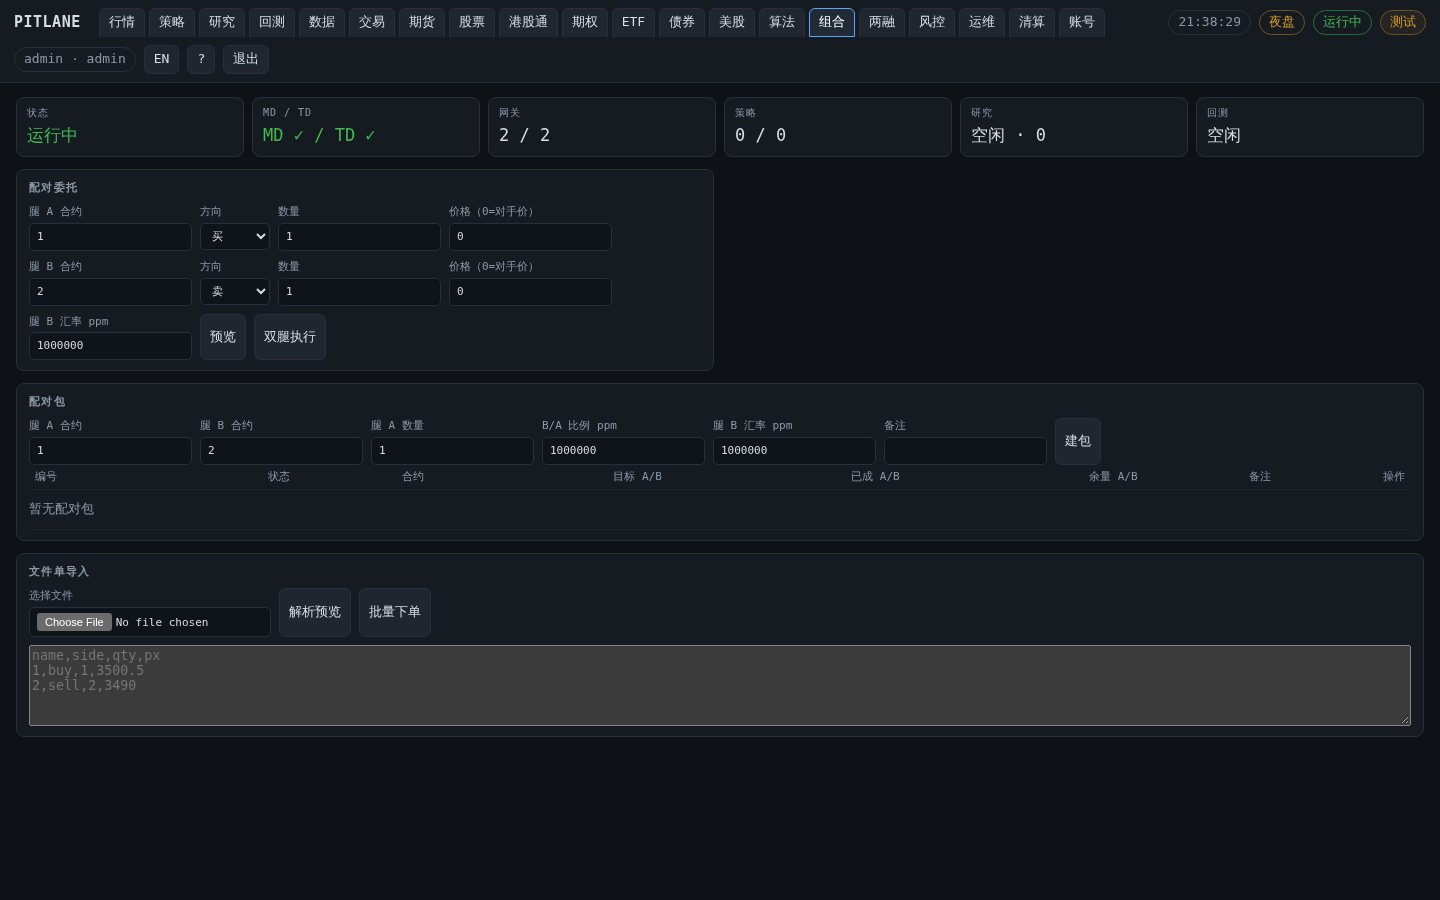 PITLANE 行情 策略 研究 回测 数据 交易 期货 股票 港股通 期权 ETF 债券 美股 算法 组合 两融 风控 运维 清算 账号 21:38:29 夜盘 运行中 测试
admin · admin EN ? 退出
状态 MD / TD 网关 策略 研究 回测
运行中 MD ✓ / TD ✓ 2 / 2 0 / 0 空闲 · 0 空闲
配对委托
腿 A 合约 方向 数量 价格（0=对手价）
1 买 1 0
腿 B 合约 方向 数量 价格（0=对手价）
2 卖 1 0
腿 B 汇率 ppm
1000000 预览 双腿执行
配对包
腿 A 合约 腿 B 合约 腿 A 数量 B/A 比例 ppm 腿 B 汇率 ppm 备注
1 2 1 1000000 1000000 建包
编号 状态 合约 目标 A/B 已成 A/B 余量 A/B 备注 操作
暂无配对包
文件单导入
选择文件
Choose File No file chosen 解析预览 批量下单
name,side,qty,px
1,buy,1,3500.5
2,sell,2,3490